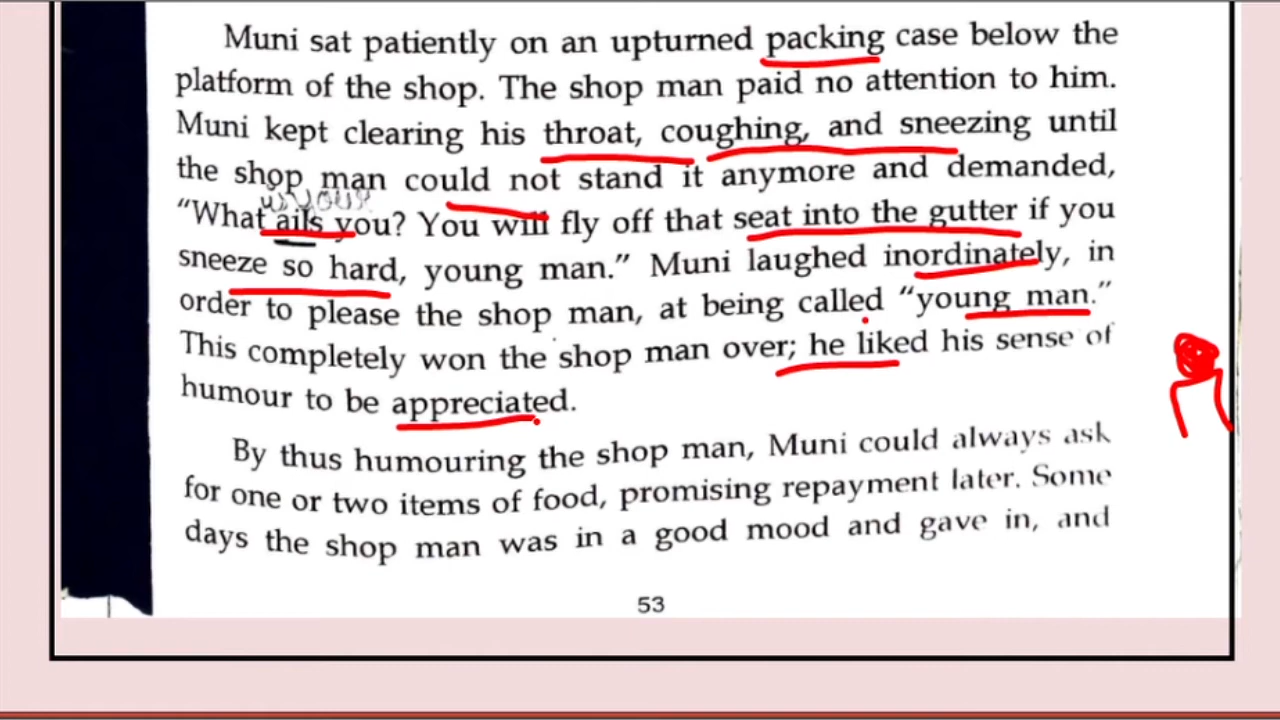 Muni sat patiently on an upturned packing case below the
platform of the shop. The shop man paid no attention to him.
Muni kept clearing his throat, coughing, and sneezing until
the shop man could not stand it anymore and demanded,
“What ails you? You will fly off that seat into the gutter if you
sneeze so hard, young man.” Muni laughed inordinately, in
order to please the shop man, at being called “young man.”
This completely won the shop man over; he liked his sense of
humour to be appreciated.
By thus humouring the shop man, Muni could always ask
for one or two items of food, promising repayment later. Some
days the shop man was in a good mood and gave in, and
53